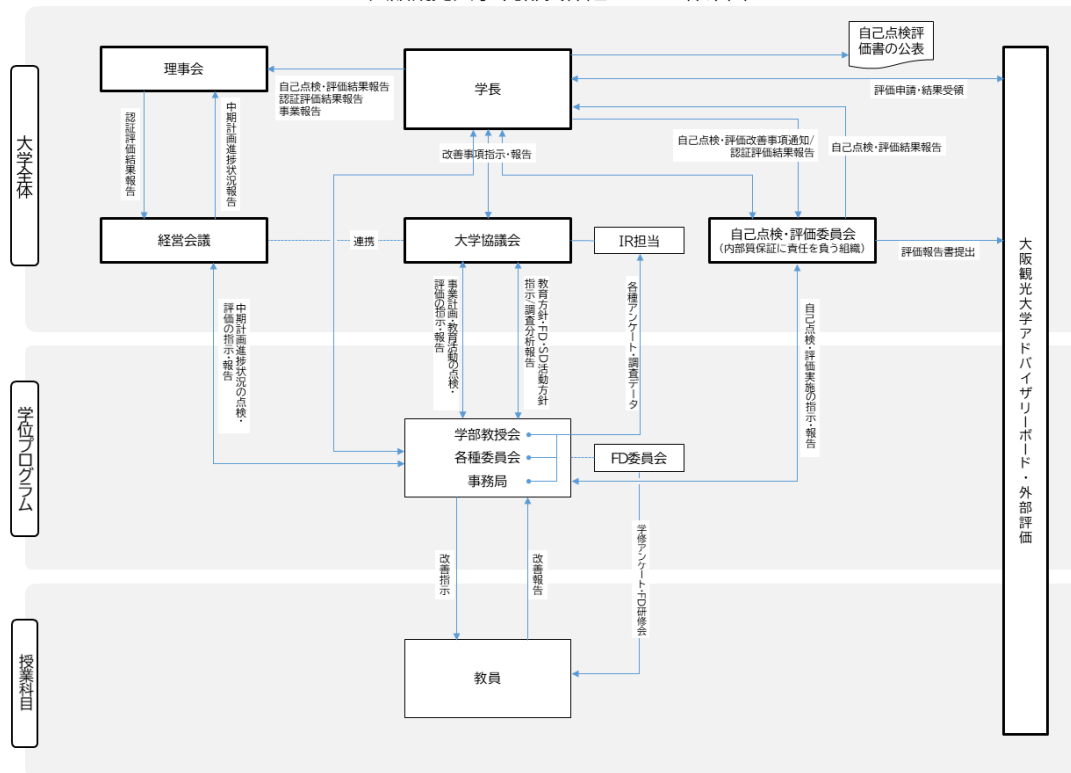 自己点検評
価書の公表
理事会
学長
自己点検・評価結果報告
認証評価結果報告
事業報告
評価申請・結果受領
大学全体
認証評価結果報告
中期計画進捗状況報告
改善事項指示・報告
自己点検・評価改善事項通知/
認証評価結果報告
自己点検・評価結果報告
経営会議
連携
大学協議会
IR担当
自己点検・評価委員会
(内部質保証に責任を負う組織)
評価報告書提出
大阪観光大学アドバイザリーボード・外部評価
中期計画進捗状況の点検・
評価の指示・報告
事業計画・教育活動の点検・
評価の指示・報告
教育方針・FD・SD活動方針
指示/調査分析報告
各種アンケート・調査データ
自己点検・評価実施の指示・報告
学位プログラム
学部教授会
各種委員会
事務局
FD委員会
改善指示
改善報告
学修アンケート・FD研修会
授業科目
教員